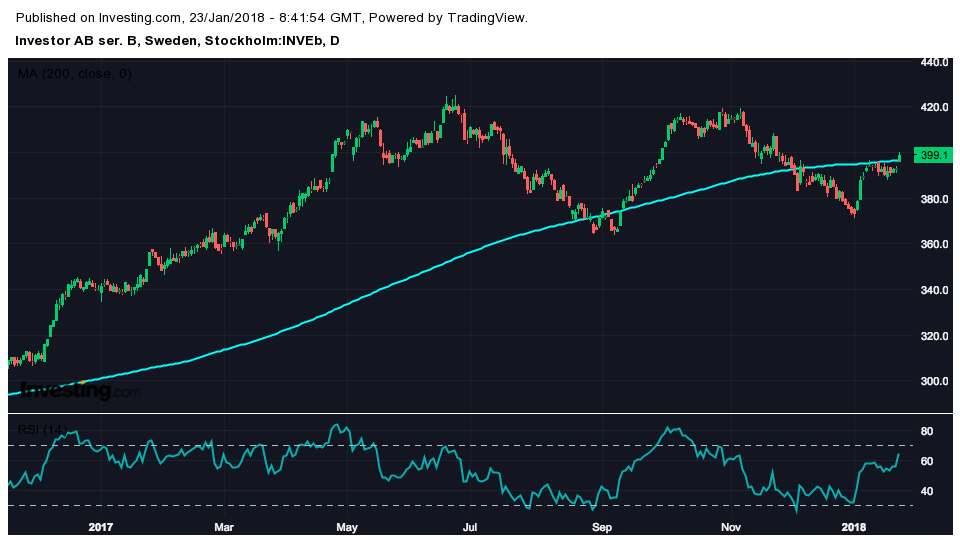 Published on Investing.com, 23/Jan/2018 - 8:41:54 GMT, Powered by TradingView.
Investor AB ser. B, Sweden, Stockholm:INVEb, D
MA (200, close, 0)
440.0
420.0
399.1
380.0
360.0
340.0
320.0
300.0
Investing.com
RSI (14)
80
60
40
2017 Mar May Jul Sep Nov 2018